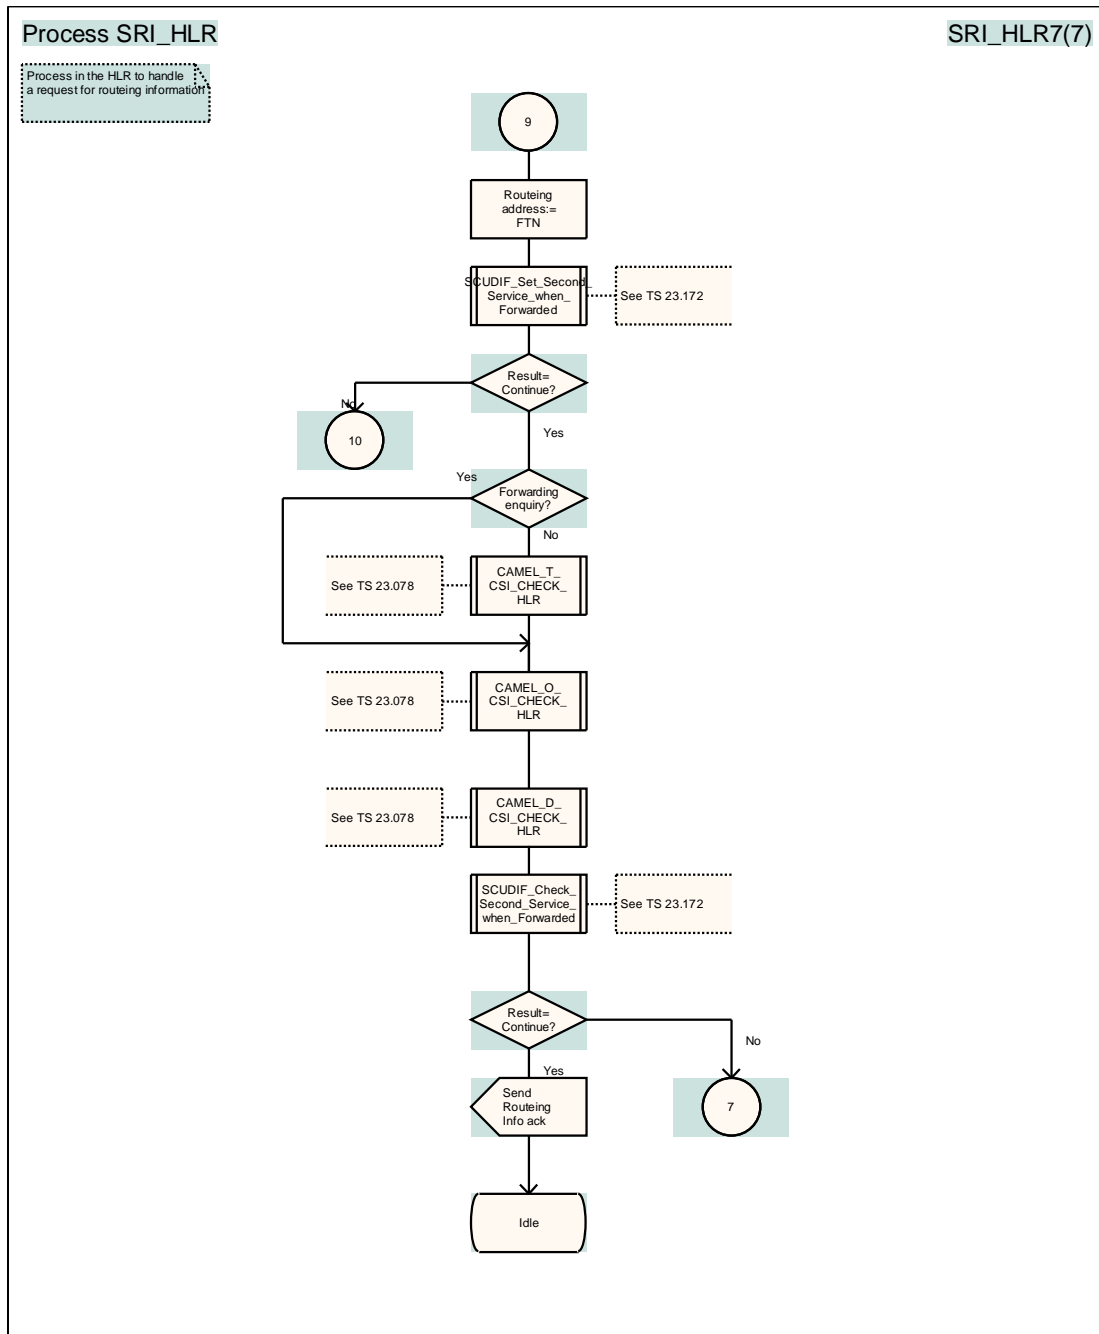 Process SRI_HLR
SRI_HLR7(7)
Process in the HLR to handle
a request for routeing information
9
Routeing
address:=
FTN
SCUDIF_Set_Second_
Service_when_
Forwarded
See TS 23.172
Result=
Continue?
No
10
Yes
Yes
Forwarding
enquiry?
No
See TS 23.078
CAMEL_T_
CSI_CHECK_
HLR
See TS 23.078
CAMEL_O_
CSI_CHECK_
HLR
See TS 23.078
CAMEL_D_
CSI_CHECK_
HLR
SCUDIF_Check_
Second_Service_
when_Forwarded
See TS 23.172
Result=
Continue?
No
Yes
Send
Routeing
Info ack
7
Idle